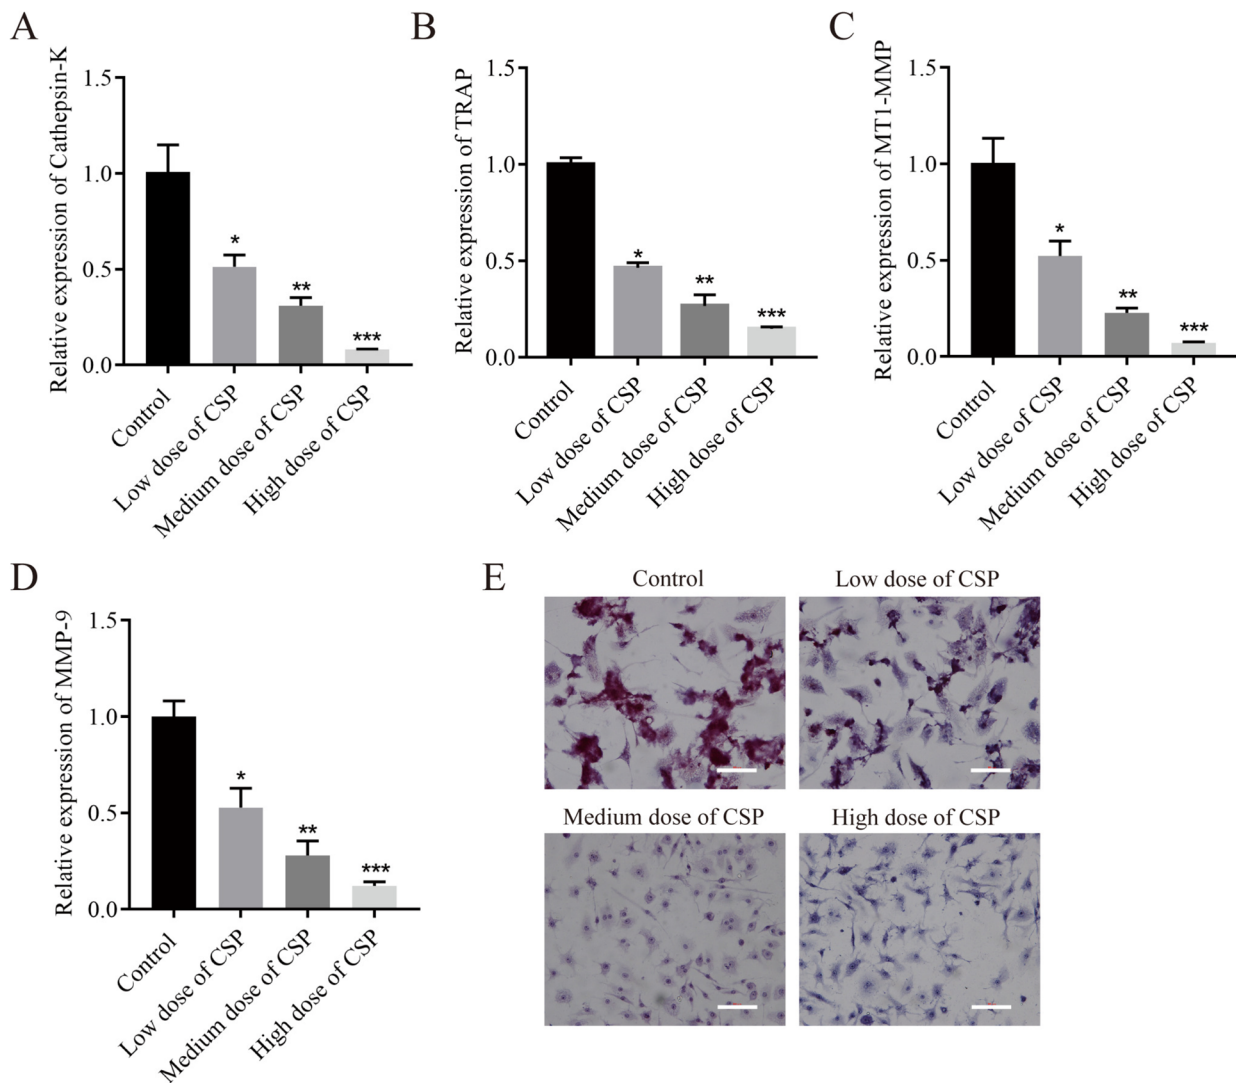 A
Relative expression of Cathepsin-K
1.5
1.0
0.5
0.0
*
**
***
Control
Low dose of CSP
Medium dose of CSP
High dose of CSP
B
Relative expression of TRAP
1.5
1.0
0.5
0.0
*
**
***
Control
Low dose of CSP
Medium dose of CSP
High dose of CSP
C
Relative expression of MT1-MMP
1.5
1.0
0.5
0.0
*
**
***
Control
Low dose of CSP
Medium dose of CSP
High dose of CSP
D
Relative expression of MMP-9
1.5
1.0
0.5
0.0
*
**
***
Control
Low dose of CSP
Medium dose of CSP
High dose of CSP
E
Control
Low dose of CSP
Medium dose of CSP
High dose of CSP